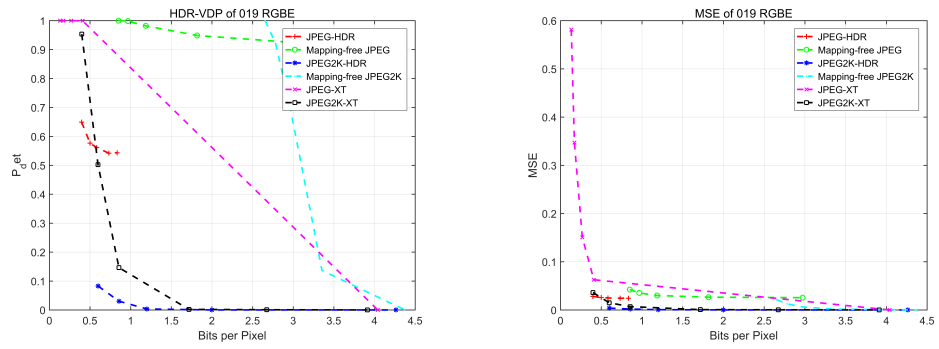 HDR-VDP of 019 RGBE
P_det
1
0.9
0.8
0.7
0.6
0.5
0.4
0.3
0.2
0.1
0
0 0.5 1 1.5 2 2.5 3 3.5 4 4.5
Bits per Pixel
JPEG-HDR
Mapping-free JPEG
JPEG2K-HDR
Mapping-free JPEG2K
JPEG-XT
JPEG2K-XT
MSE of 019 RGBE
MSE
0.6
0.5
0.4
0.3
0.2
0.1
0
0 0.5 1 1.5 2 2.5 3 3.5 4 4.5
Bits per Pixel
JPEG-HDR
Mapping-free JPEG
JPEG2K-HDR
Mapping-free JPEG2K
JPEG-XT
JPEG2K-XT